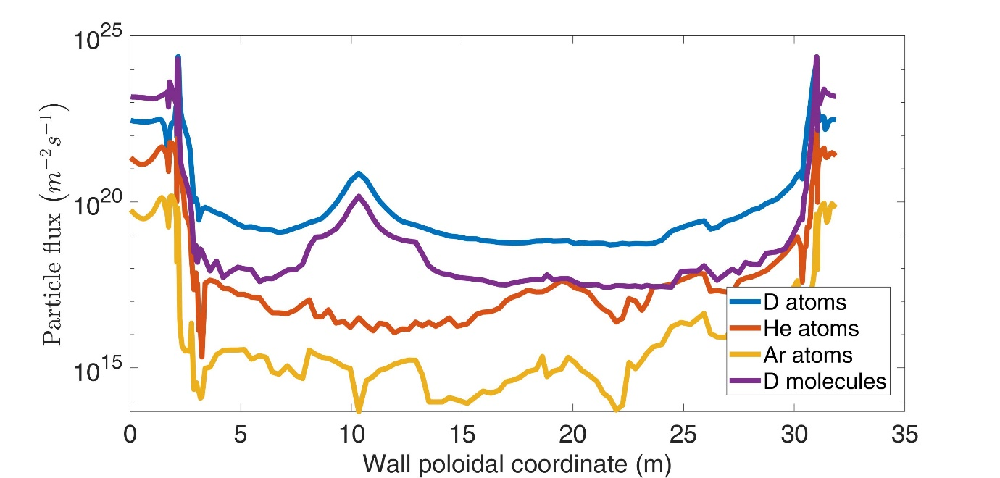 10^25
10^20
10^15
Particle flux (m^−2 s^−1)
0 5 10 15 20 25 30 35
Wall poloidal coordinate (m)
D atoms
He atoms
Ar atoms
D molecules